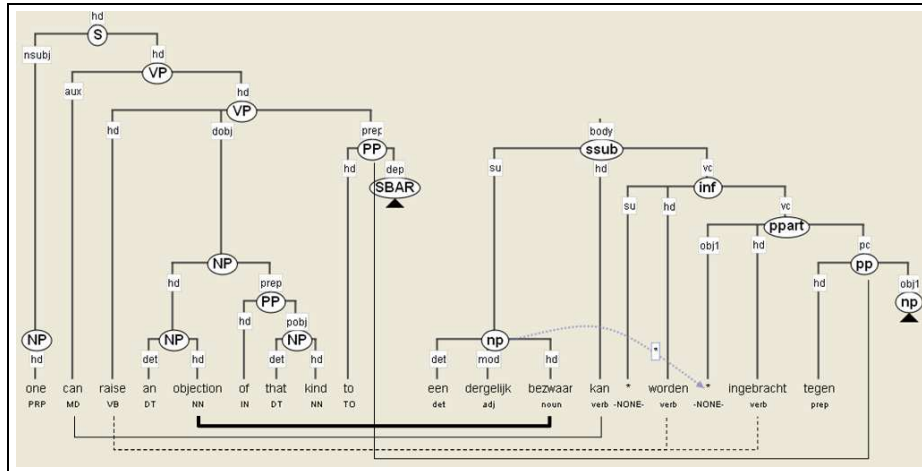 hd
S
nsubj hd
VP
aux hd
VP
hd dobj prep
PP
hd dep
SBAR
NP
hd prep
PP
hd pobj
NP NP NP
hd det hd det hd
one can raise an objection of that kind to
PRP MD VB DT NN IN DT NN TO
body
ssub
su hd vc
inf
su hd vc
ppart
obj1 hd pc
pp
hd obj1
np
np
det mod hd
*
een dergelijk bezwaar kan * worden * ingebracht tegen
det adj noun verb -NONE- verb -NONE- verb prep